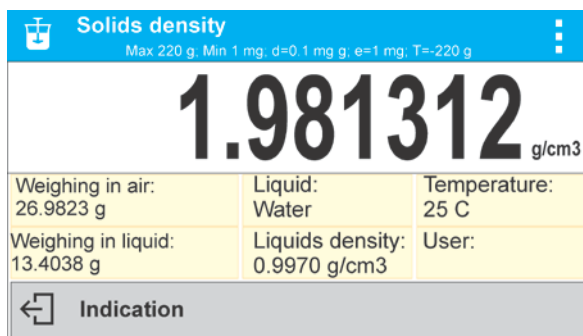 Solids density
Max 220 g; Min 1 mg; d=0.1 mg g; e=1 mg; T=-220 g
1.981312 g/cm3
Weighing in air:
26.9823 g
Liquid:
Water
Temperature:
25 C
Weighing in liquid:
13.4038 g
Liquids density:
0.9970 g/cm3
User:
Indication